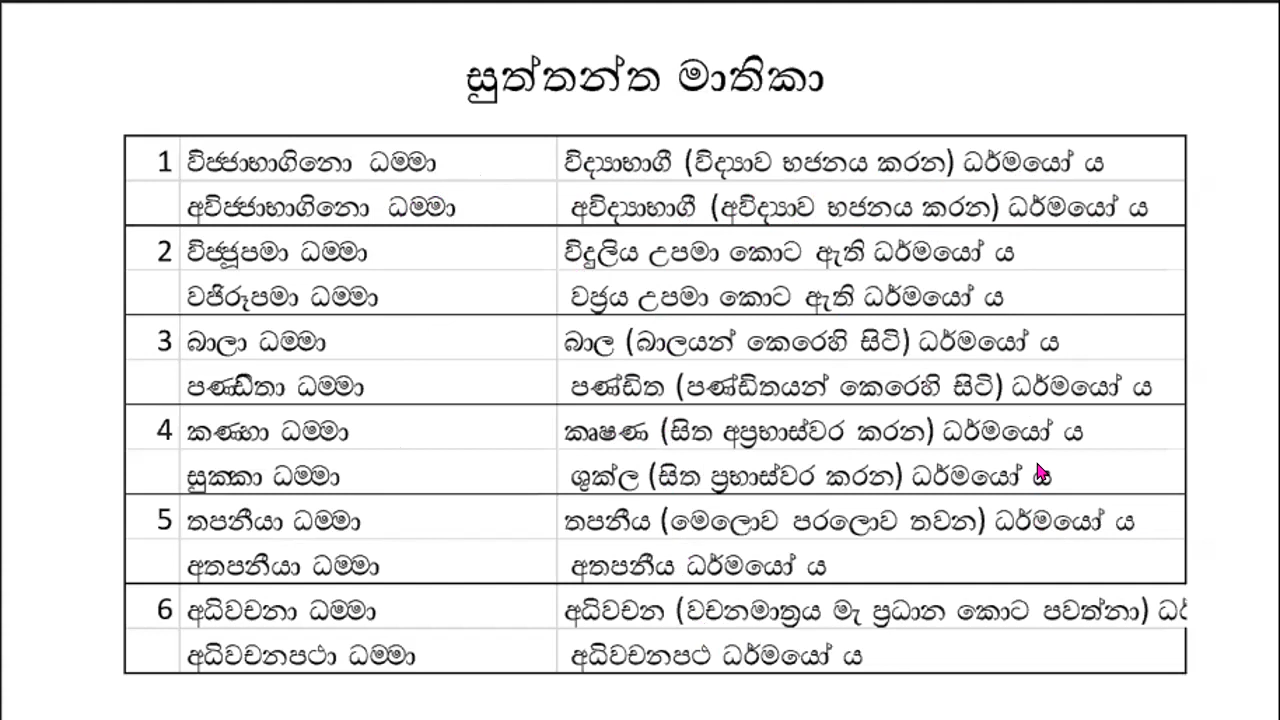 සුත්තන්ත මාතිකා
1 විජ්ජාභාගිනො ධම්මා විද්‍යාභාගී (විද්‍යාව භජනය කරන) ධර්මයෝ ය
අවිජ්ජාභාගිනො ධම්මා අවිද්‍යාභාගී (අවිද්‍යාව භජනය කරන) ධර්මයෝ ය
2 විජ්ජූපමා ධම්මා විදුලිය උපමා කොට ඇති ධර්මයෝ ය
වජිරූපමා ධම්මා වජ්‍රය උපමා කොට ඇති ධර්මයෝ ය
3 බාලා ධම්මා බාල (බාලයන් කෙරෙහි සිටි) ධර්මයෝ ය
පණ්ඩිතා ධම්මා පණ්ඩිත (පණ්ඩිතයන් කෙරෙහි සිටි) ධර්මයෝ ය
4 කණ්හා ධම්මා කෘෂණ (සිත අප්‍රභාස්වර කරන) ධර්මයෝ ය
සුක්කා ධම්මා ශුක්ල (සිත ප්‍රභාස්වර කරන) ධර්මයෝ ය
5 තපනීයා ධම්මා තපනීය (මෙලොව පරලොව තවන) ධර්මයෝ ය
අතපනීයා ධම්මා අතපනීය ධර්මයෝ ය
6 අධිවචනා ධම්මා අධිවචන (වචනමාත්‍රය මැ ප්‍රධාන කොට පවත්නා)
අධිවචනපථා ධම්මා අධිවචනපථ ධර්මයෝ ය